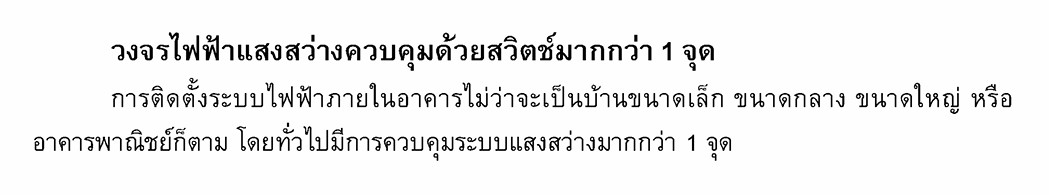 วงจรไฟฟ้าแสงสว่างควบคุมด้วยสวิตช์มากกว่า 1 จุด
การติดตั้งระบบไฟฟ้าภายในอาคารไม่ว่าจะเป็นบ้านขนาดเล็ก ขนาดกลาง ขนาดใหญ่ หรือ
อาคารพาณิชย์ก็ตาม โดยทั่วไปมีการควบคุมระบบแสงสว่างมากกว่า 1 จุด